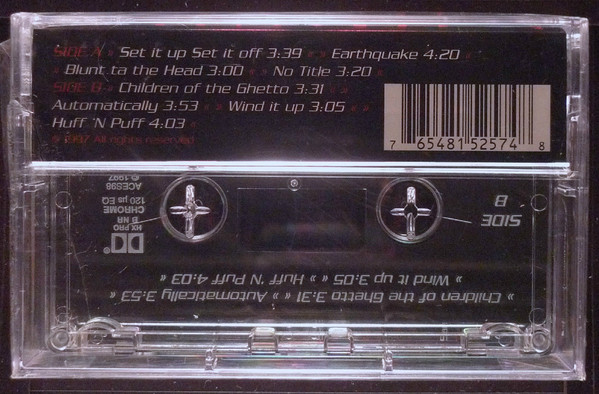 SIDE A » Set it up Set it off 3:39 « » Earthquake 4:20
« Blunt ta the Head 3:00 « » No Title 3:20 «
SIDE B » Children of the Ghetto 3:31 « »
Automatically 3:53 « » Wind it up 3:05 « »
Huff 'N Puff 4:03 «
© 1997 All rights reserved
7 65481 52574 8
SIDE
B
» Children of the Ghetto 3:31 « » Automatically 3:53 «
» Wind it up 3:05 « » Huff 'N Puff 4:03 «
HX PRO
B NR
CHROME
120 µs EQ
ACES98
© 1997